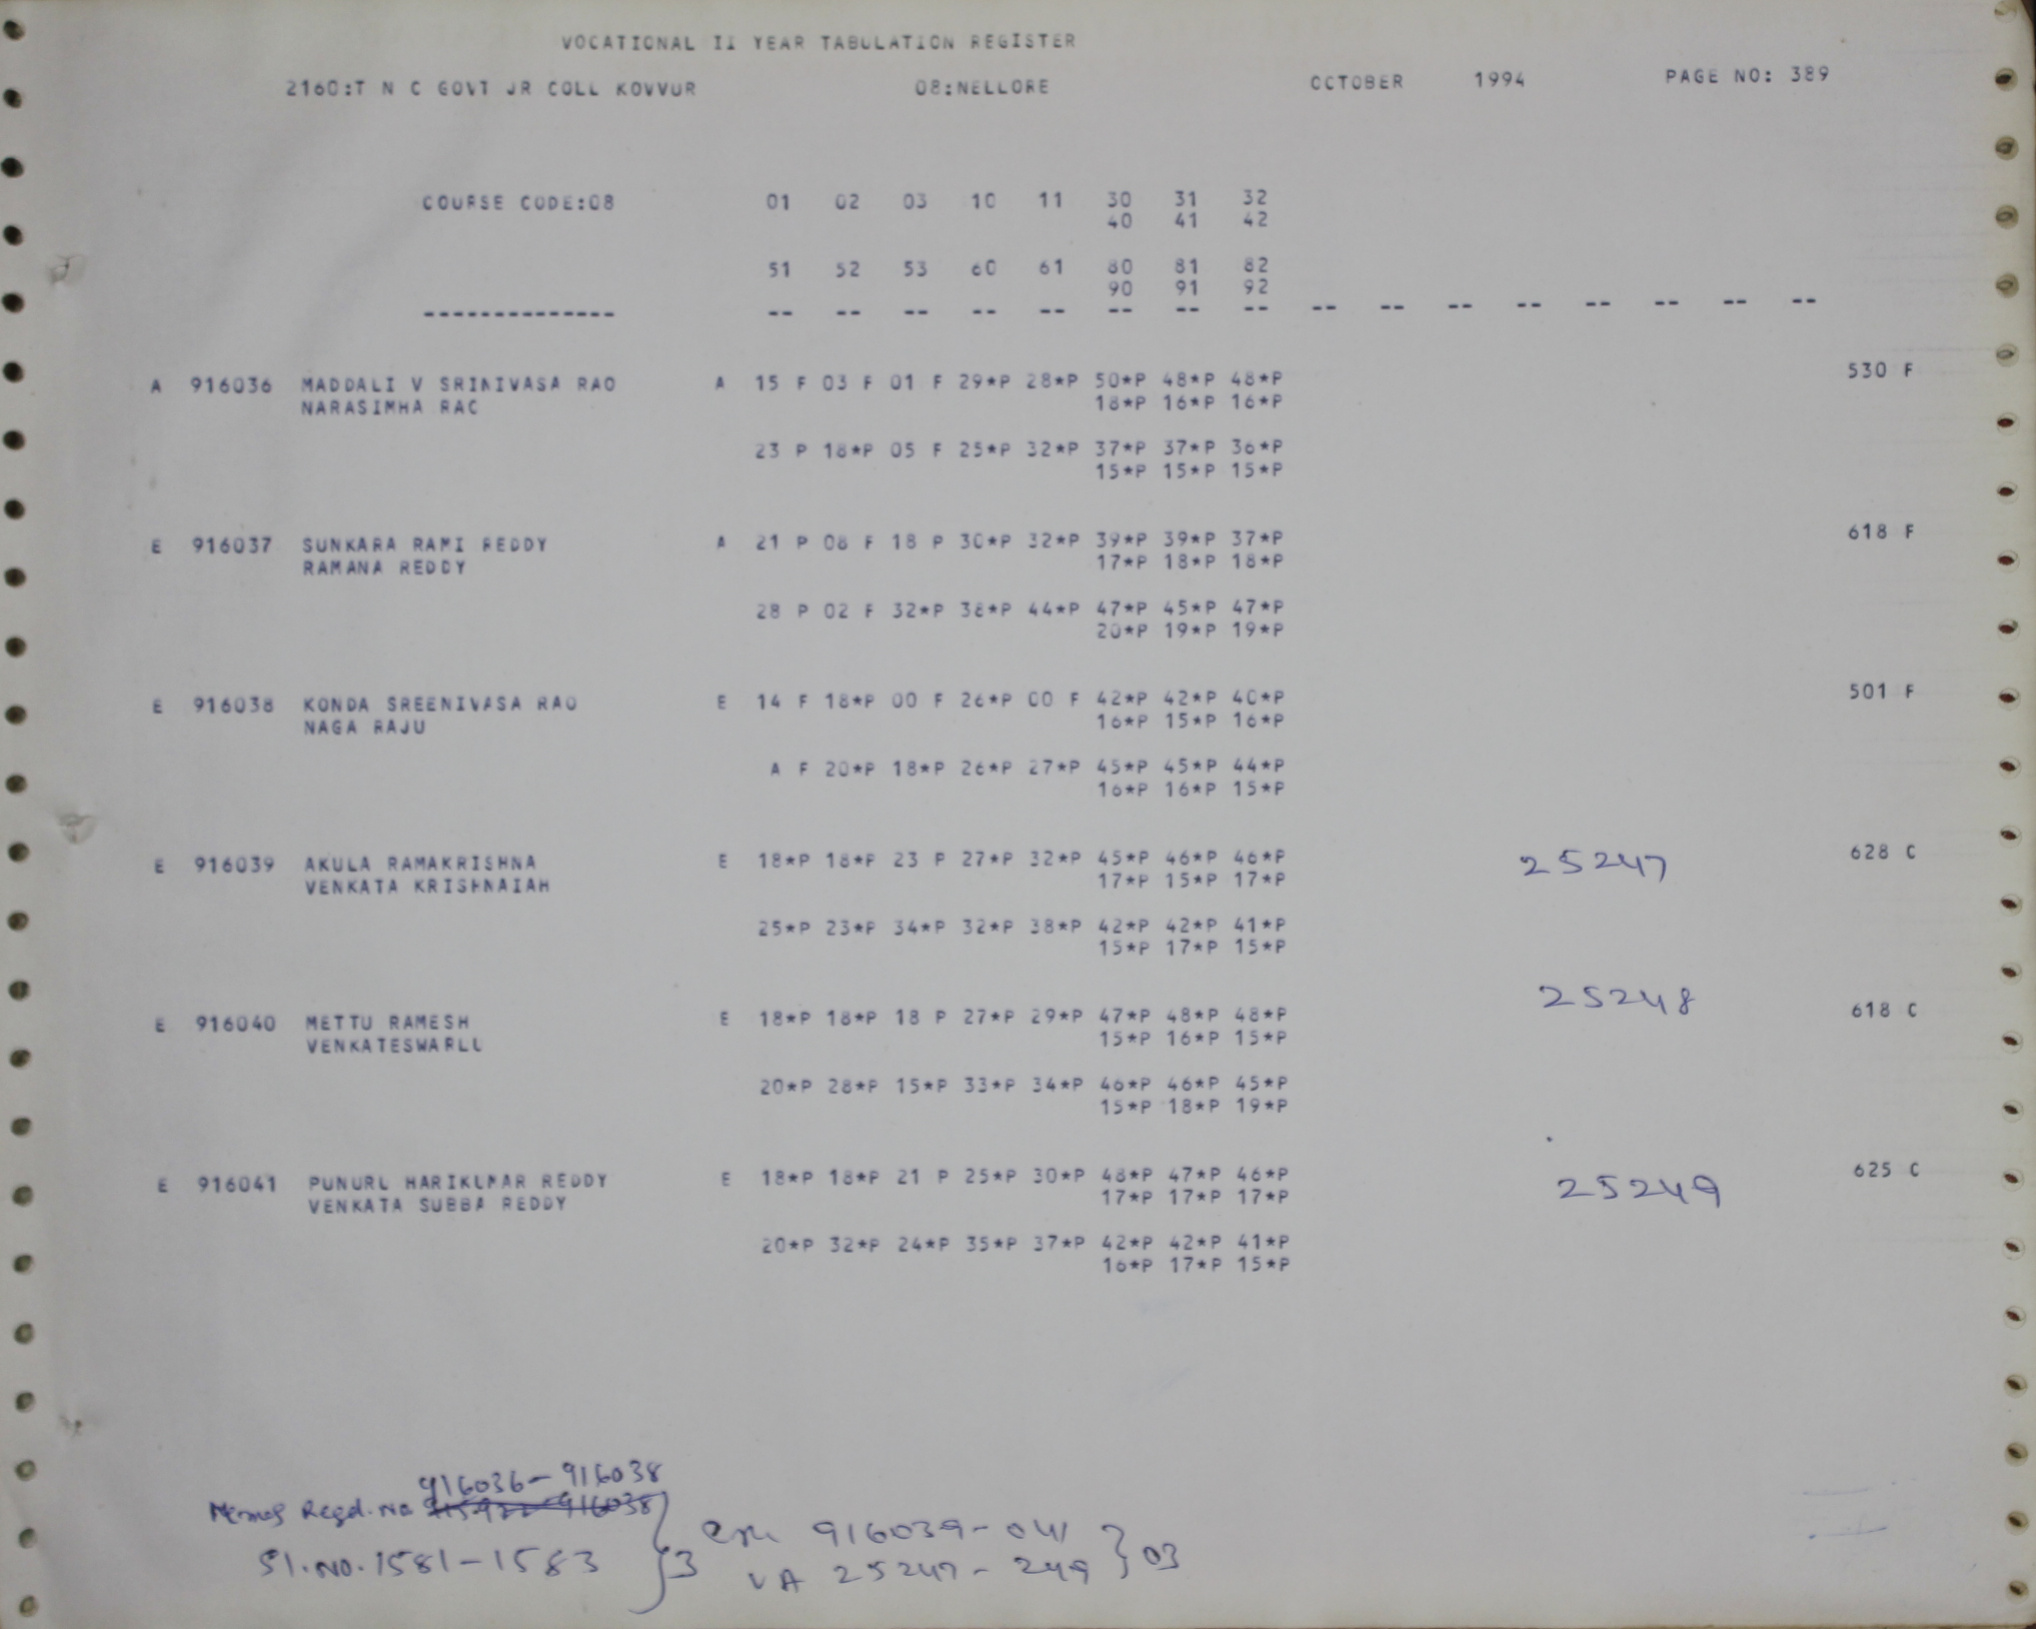 VOCATIONAL II YEAR TABULATION REGISTER
2160:T N C GOVT JR COLL KOVVUR 08:NELLORE OCTOBER 1994 PAGE NO: 389
COURSE CODE:08 01 02 03 10 11 30 31 32
40 41 42
51 52 53 60 61 80 81 82
90 91 92
-------------- -- -- -- -- -- -- -- -- -- -- -- -- -- -- -- --
A 916036 MADDALI V SRINIVASA RAO A 15 F 03 F 01 F 29*P 28*P 50*P 48*P 48*P 530 F
NARASIMHA RAO 18*P 16*P 16*P
23 P 18*P 05 F 25*P 32*P 37*P 37*P 36*P
15*P 15*P 15*P
E 916037 SUNKARA RAMI REDDY A 21 P 08 F 18 P 30*P 32*P 39*P 39*P 37*P 618 F
RAMANA REDDY 17*P 18*P 18*P
28 P 02 F 32*P 38*P 44*P 47*P 45*P 47*P
20*P 19*P 19*P
E 916038 KONDA SREENIVASA RAO E 14 F 18*P 00 F 26*P 00 F 42*P 42*P 40*P 501 F
NAGA RAJU 16*P 15*P 16*P
A F 20*P 18*P 26*P 27*P 45*P 45*P 44*P
16*P 16*P 15*P
E 916039 AKULA RAMAKRISHNA E 18*P 18*P 23 P 27*P 32*P 45*P 46*P 46*P 25247 628 C
VENKATA KRISHNAIAH 17*P 15*P 17*P
25*P 23*P 34*P 32*P 38*P 42*P 42*P 41*P
15*P 17*P 15*P
E 916040 METTU RAMESH E 18*P 18*P 18 P 27*P 29*P 47*P 48*P 48*P 25248 618 C
VENKATESWARLU 15*P 16*P 15*P
20*P 28*P 15*P 33*P 34*P 46*P 46*P 45*P
15*P 18*P 19*P
E 916041 PUNURU HARIKUMAR REDDY E 18*P 18*P 21 P 25*P 30*P 48*P 47*P 46*P 25249 625 C
VENKATA SUBBA REDDY 17*P 17*P 17*P
20*P 32*P 24*P 35*P 37*P 42*P 42*P 41*P
16*P 17*P 15*P
916036-916038
Regd. No 916038 916039-041
Sl.No.1581-1583 }3 VA 25247-249 }03